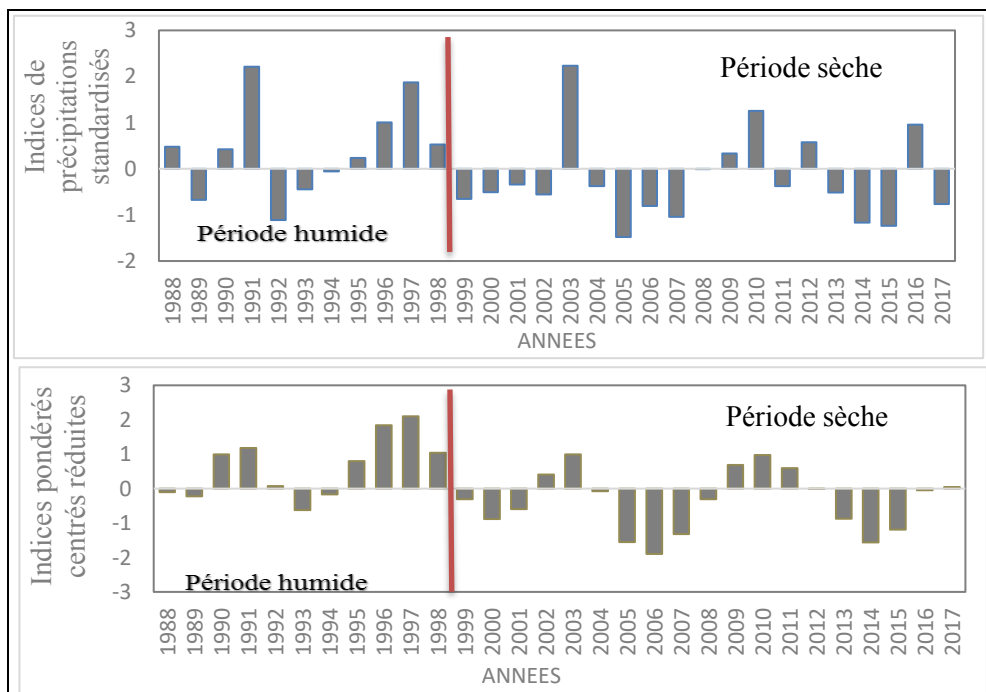 Indices de
précipitations
standardisés
3
2
1
0
-1
-2
Période sèche
Période humide
1988 1989 1990 1991 1992 1993 1994 1995 1996 1997 1998 1999 2000 2001 2002 2003 2004 2005 2006 2007 2008 2009 2010 2011 2012 2013 2014 2015 2016 2017
ANNEES
Indices pondérés
centrés réduites
3
2
1
0
-1
-2
-3
Période sèche
Période humide
1988 1989 1990 1991 1992 1993 1994 1995 1996 1997 1998 1999 2000 2001 2002 2003 2004 2005 2006 2007 2008 2009 2010 2011 2012 2013 2014 2015 2016 2017
ANNEES